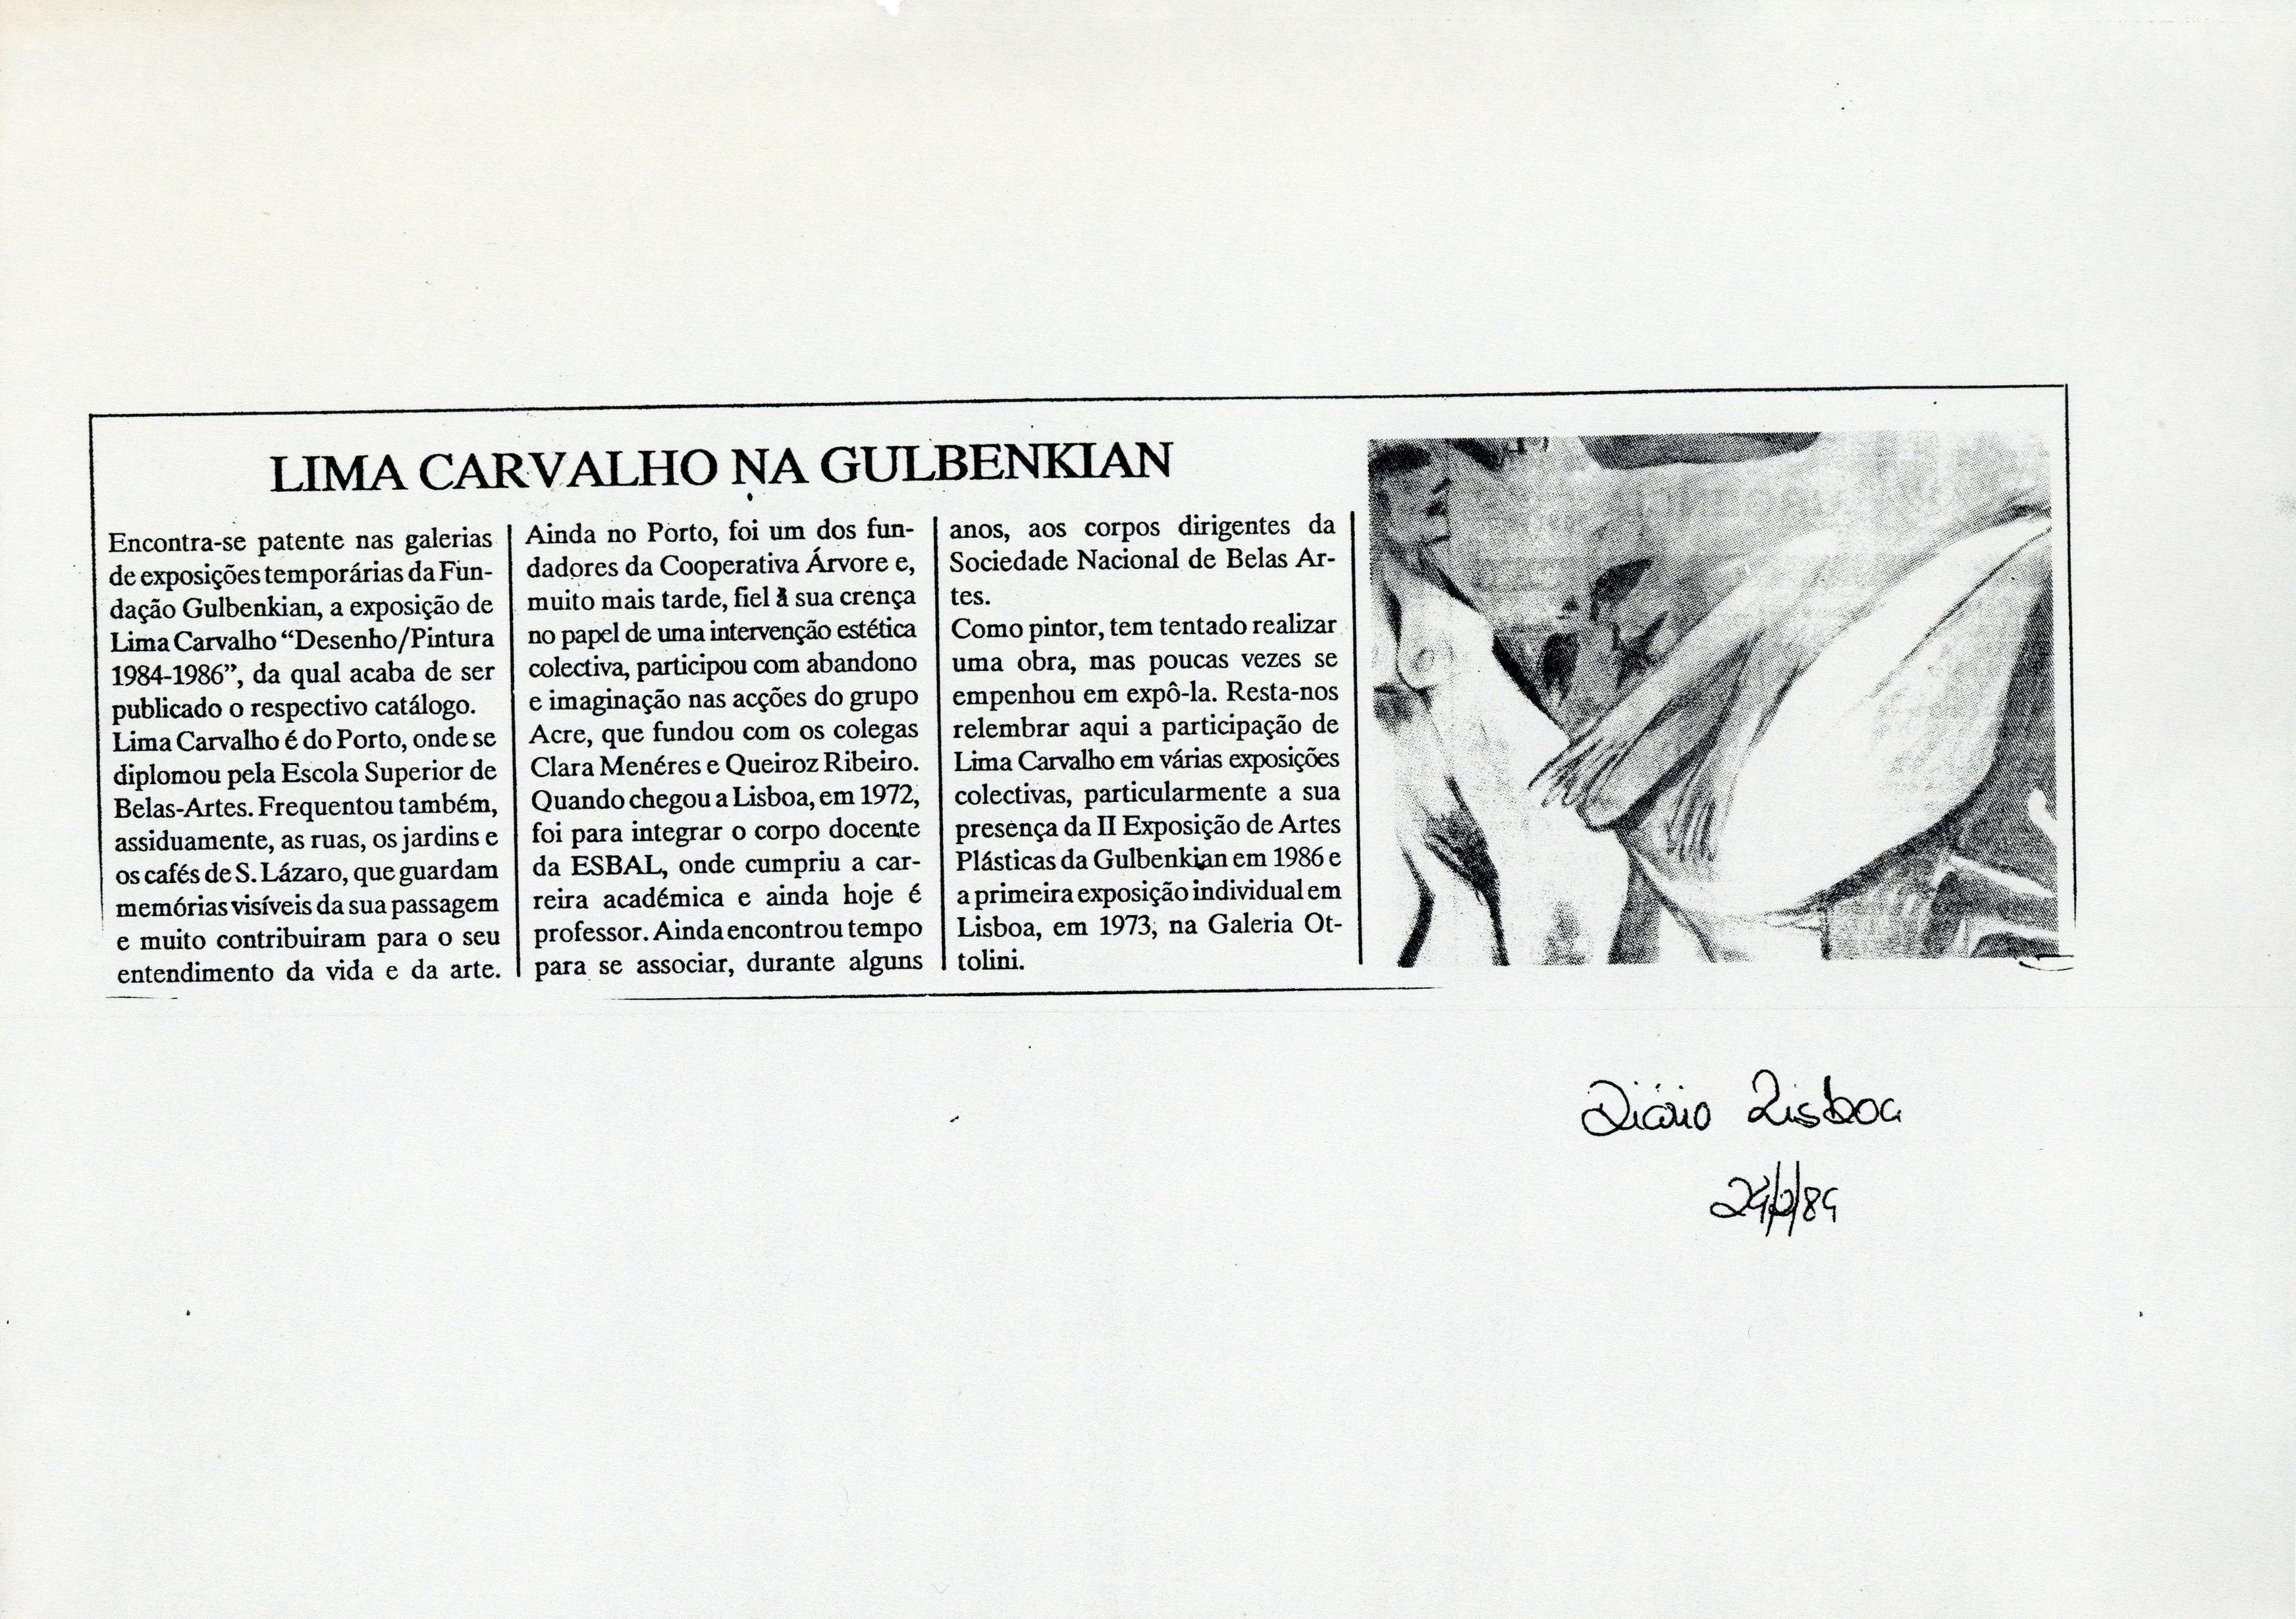 LIMA CARVALHO NA GULBENKIAN
Encontra-se patente nas galerias
de exposições temporárias da Fun-
dação Gulbenkian, a exposição de
Lima Carvalho “Desenho/Pintura
1984-1986”, da qual acaba de ser
publicado o respectivo catálogo.
Lima Carvalho é do Porto, onde se
diplomou pela Escola Superior de
Belas-Artes. Frequentou também,
assiduamente, as ruas, os jardins e
os cafés de S. Lázaro, que guardam
memórias visíveis da sua passagem
e muito contribuiram para o seu
entendimento da vida e da arte.
Ainda no Porto, foi um dos fun-
dadores da Cooperativa Árvore e,
muito mais tarde, fiel à sua crença
no papel de uma intervenção estética
colectiva, participou com abandono
e imaginação nas acções do grupo
Acre, que fundou com os colegas
Clara Menéres e Queiroz Ribeiro.
Quando chegou a Lisboa, em 1972,
foi para integrar o corpo docente
da ESBAL, onde cumpriu a car-
reira académica e ainda hoje é
professor. Ainda encontrou tempo
para se associar, durante alguns
anos, aos corpos dirigentes da
Sociedade Nacional de Belas Ar-
tes.
Como pintor, tem tentado realizar
uma obra, mas poucas vezes se
empenhou em expô-la. Resta-nos
relembrar aqui a participação de
Lima Carvalho em várias exposições
colectivas, particularmente a sua
presença da II Exposição de Artes
Plásticas da Gulbenkian em 1986 e
a primeira exposição individual em
Lisboa, em 1973, na Galeria Ot-
tolini.
Diário Lisboa